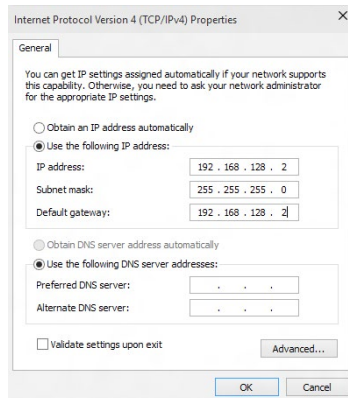 Internet Protocol Version 4 (TCP/IPv4) Properties
General
You can get IP settings assigned automatically if your network supports
this capability. Otherwise, you need to ask your network administrator
for the appropriate IP settings.
Obtain an IP address automatically
Use the following IP address:
IP address: 192 . 168 . 128 . 2
Subnet mask: 255 . 255 . 255 . 0
Default gateway: 192 . 168 . 128 . 2
Obtain DNS server address automatically
Use the following DNS server addresses:
Preferred DNS server: . . .
Alternate DNS server: . . .
Validate settings upon exit
Advanced...
OK Cancel